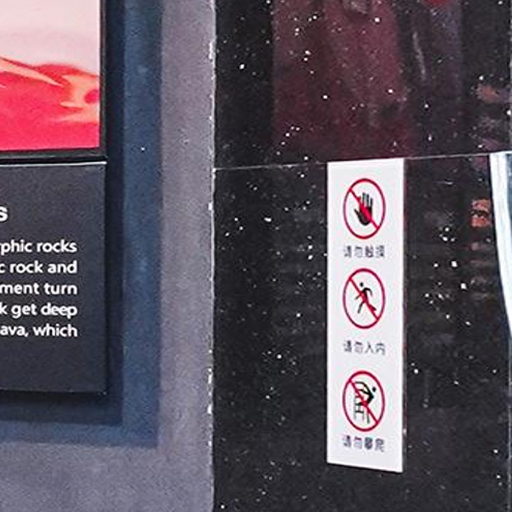 s
phic rocks
c rock and
ment turn
k get deep
ava, which
请勿触摸
请勿入内
请勿攀爬